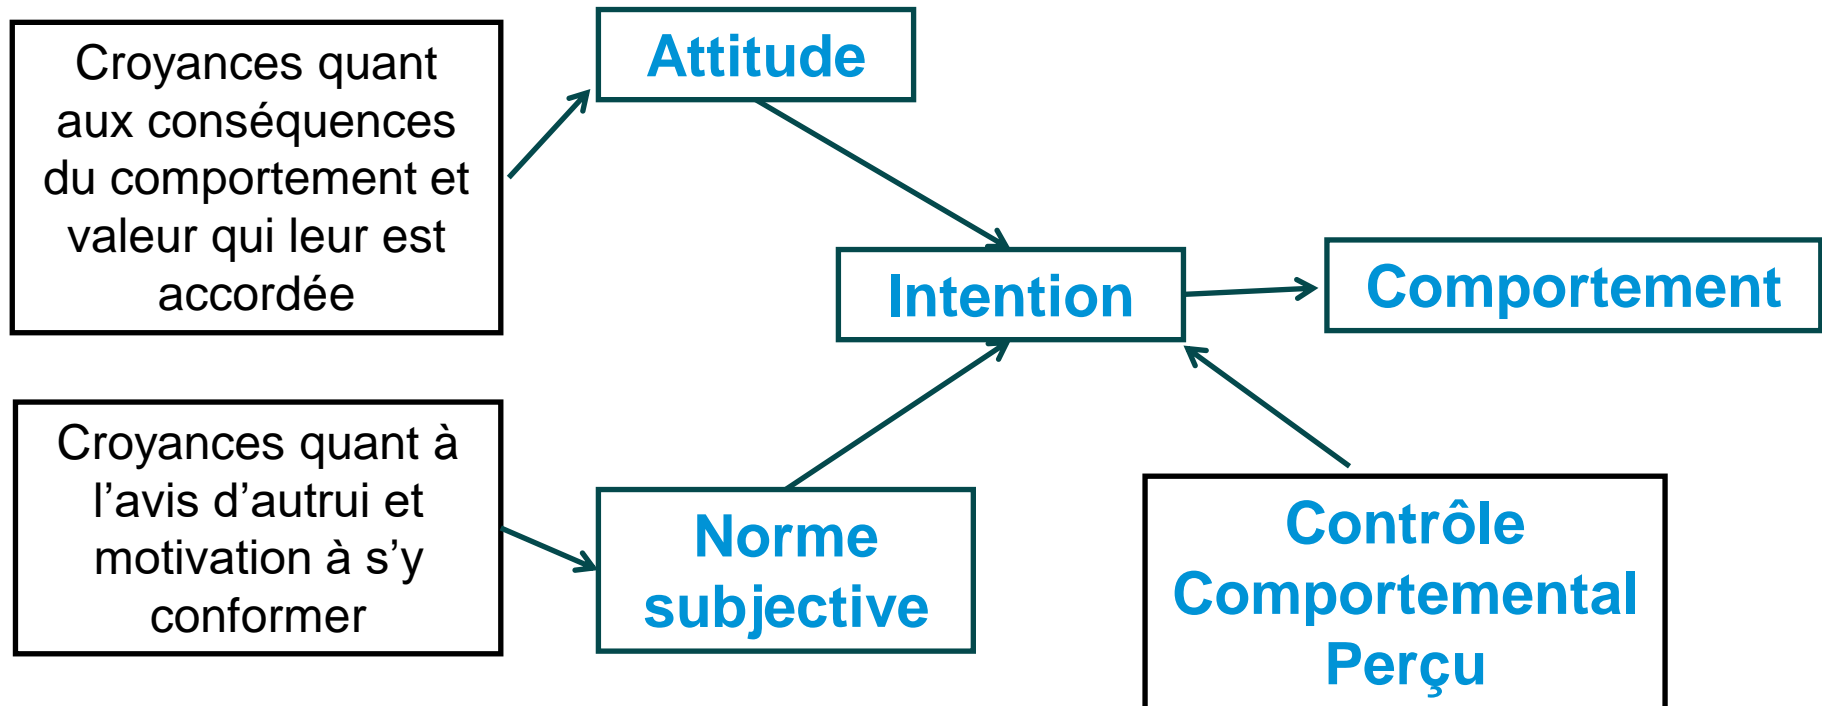 Croyances quant
aux conséquences
du comportement et
valeur qui leur est
accordée
Attitude
Intention
Comportement
Croyances quant à
l’avis d’autrui et
motivation à s’y
conformer
Norme
subjective
Contrôle
Comportemental
Perçu